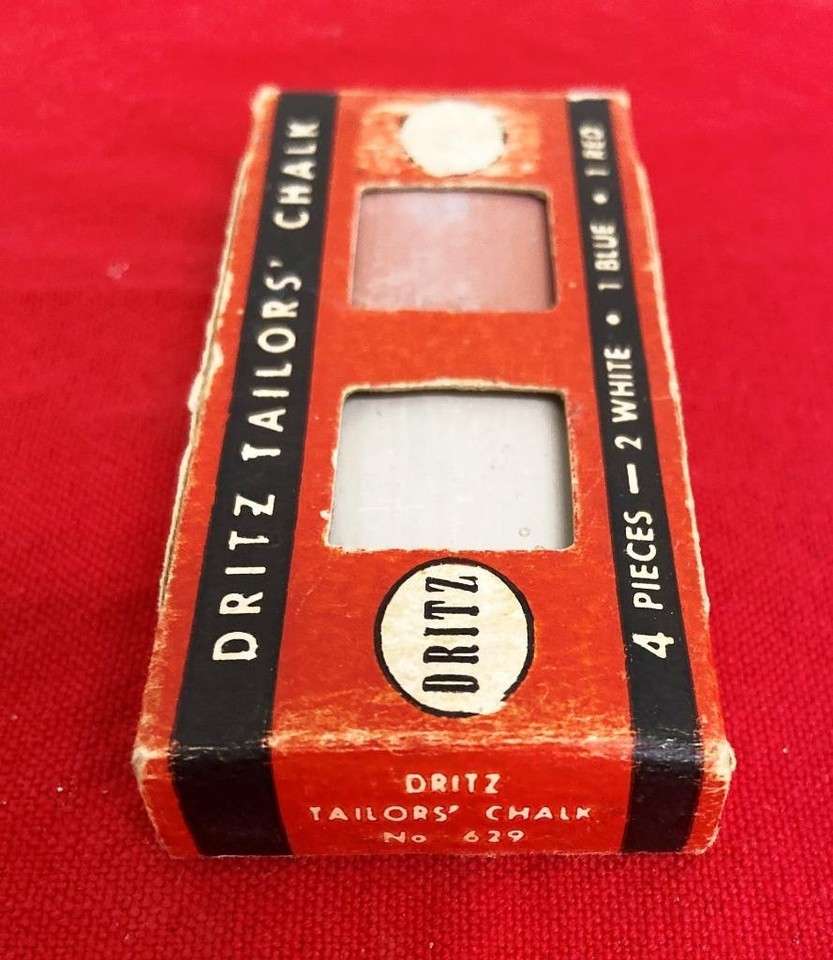 DRITZ TAILORS' CHALK
4 PIECES — 2 WHITE • 1 BLUE • 1 RED
DRITZ
DRITZ
TAILORS' CHALK
No 629